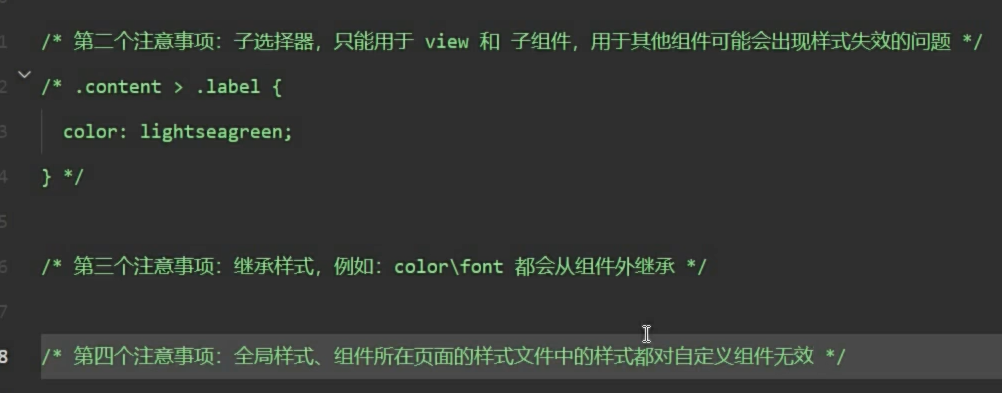 1 /* 第二个注意事项：子选择器，只能用于 view 和 子组件，用于其他组件可能会出现样式失效的问题 */
2 /* .content > .label {
3 color: lightseagreen;
4 } */
5
6 /* 第三个注意事项：继承样式，例如：color\font 都会从组件外继承 */
7
8 /* 第四个注意事项：全局样式、组件所在页面的样式文件中的样式都对自定义组件无效 */